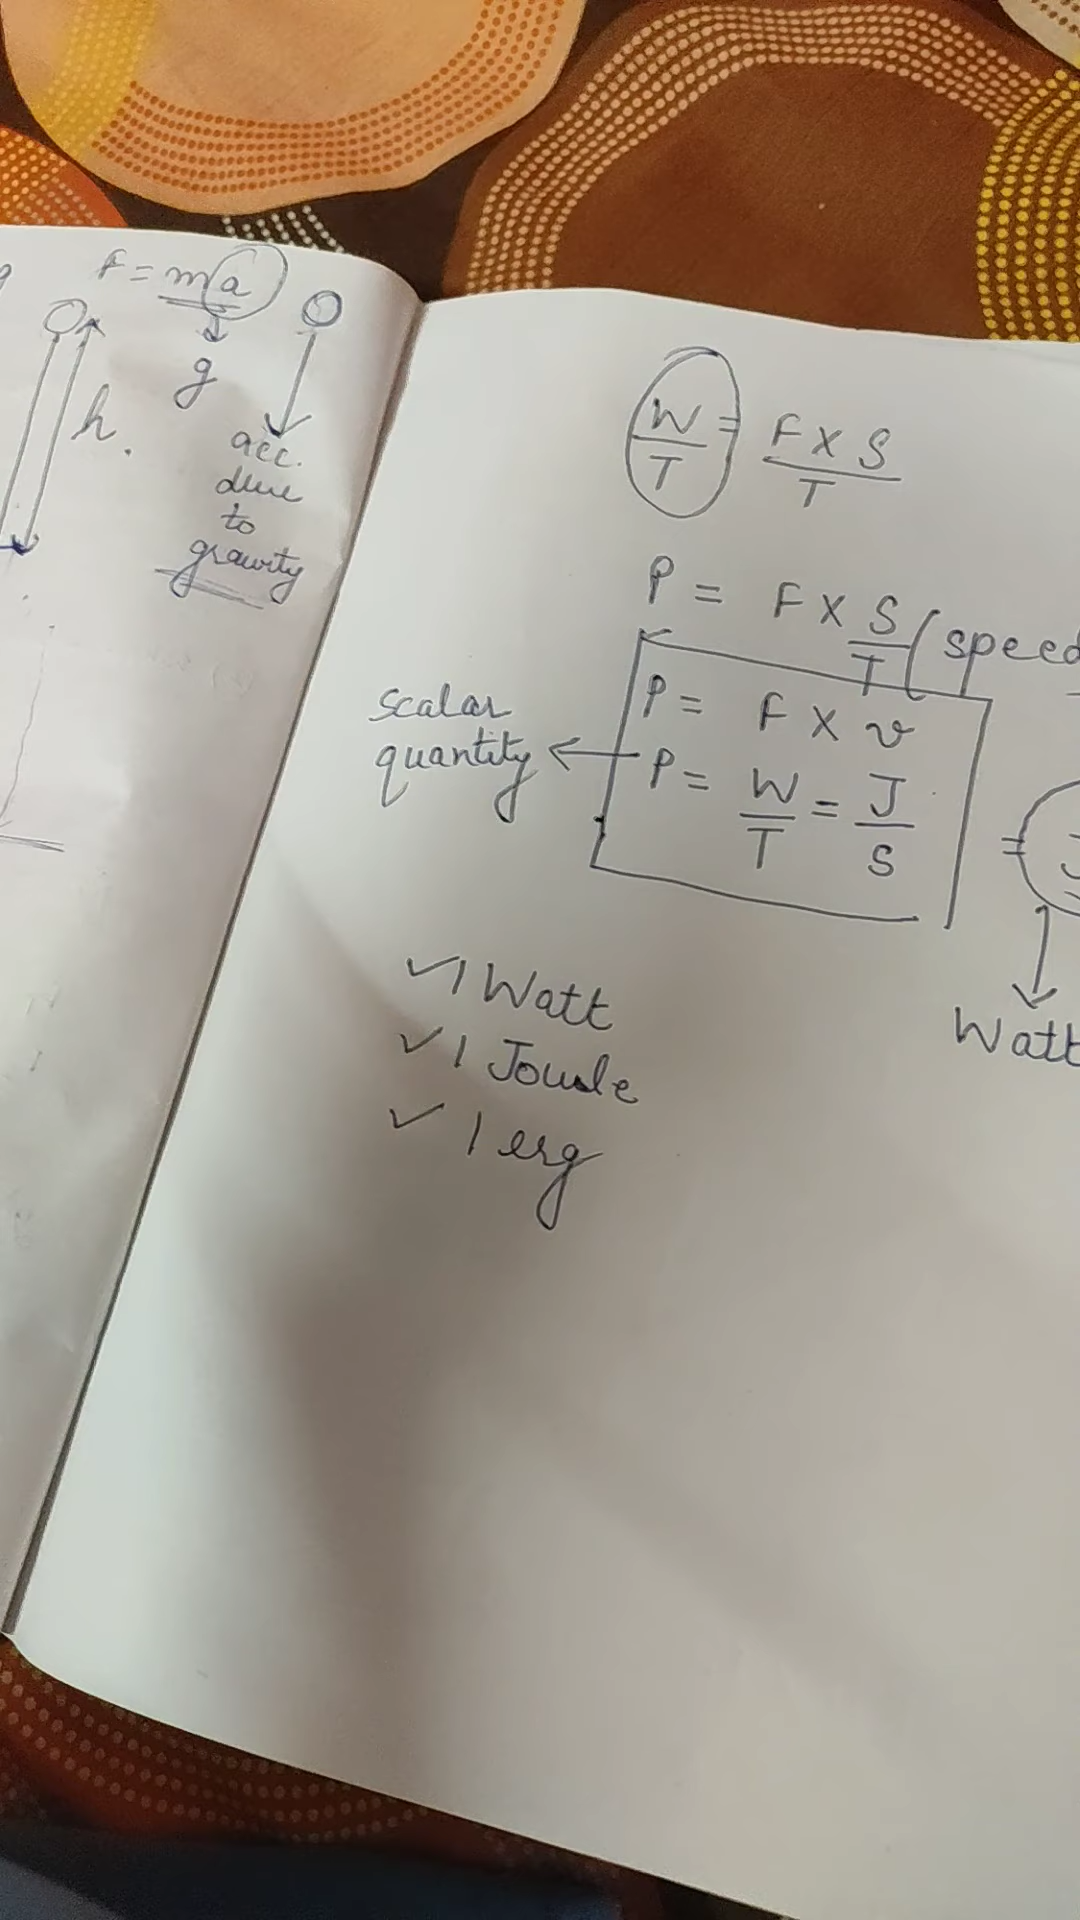 F = ma
g
h.
acc.
due
to
gravity
W/T = F X S/T
P = F X S/T (speed
P = F X v
scalar
quantity
P = W/T = J/S
=
Watt
✓ 1 Watt
✓ 1 Joule
✓ 1 erg